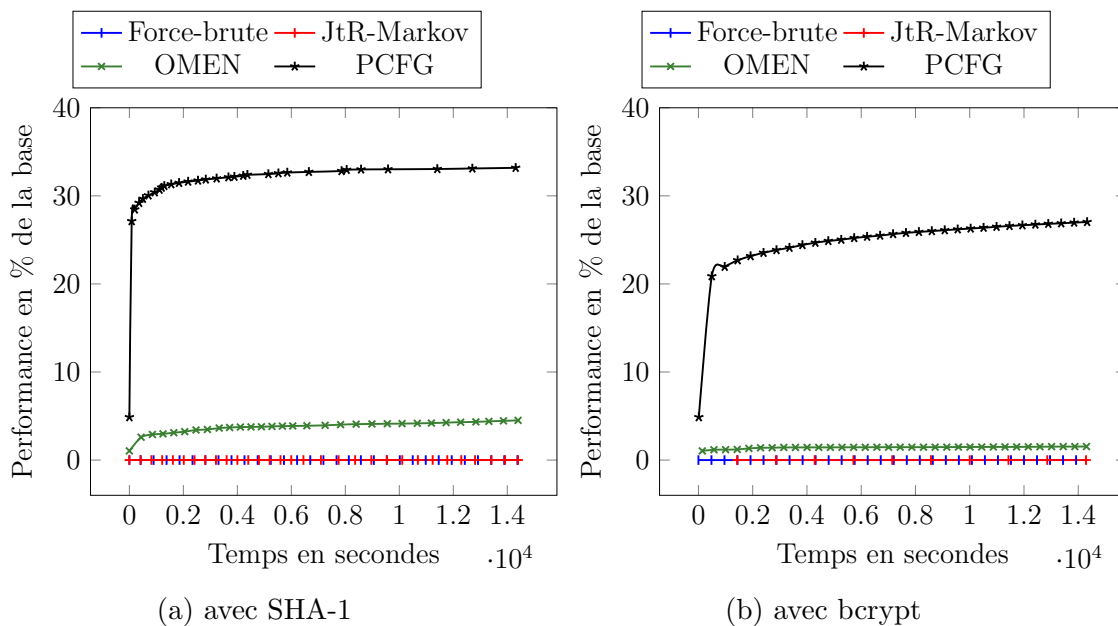 Force-brute JtR-Markov
OMEN PCFG
Performance en % de la base
40
30
20
10
0
0 0.2 0.4 0.6 0.8 1 1.2 1.4
Temps en secondes ·10⁴
(a) avec SHA-1
Force-brute JtR-Markov
OMEN PCFG
Performance en % de la base
40
30
20
10
0
0 0.2 0.4 0.6 0.8 1 1.2 1.4
Temps en secondes ·10⁴
(b) avec bcrypt